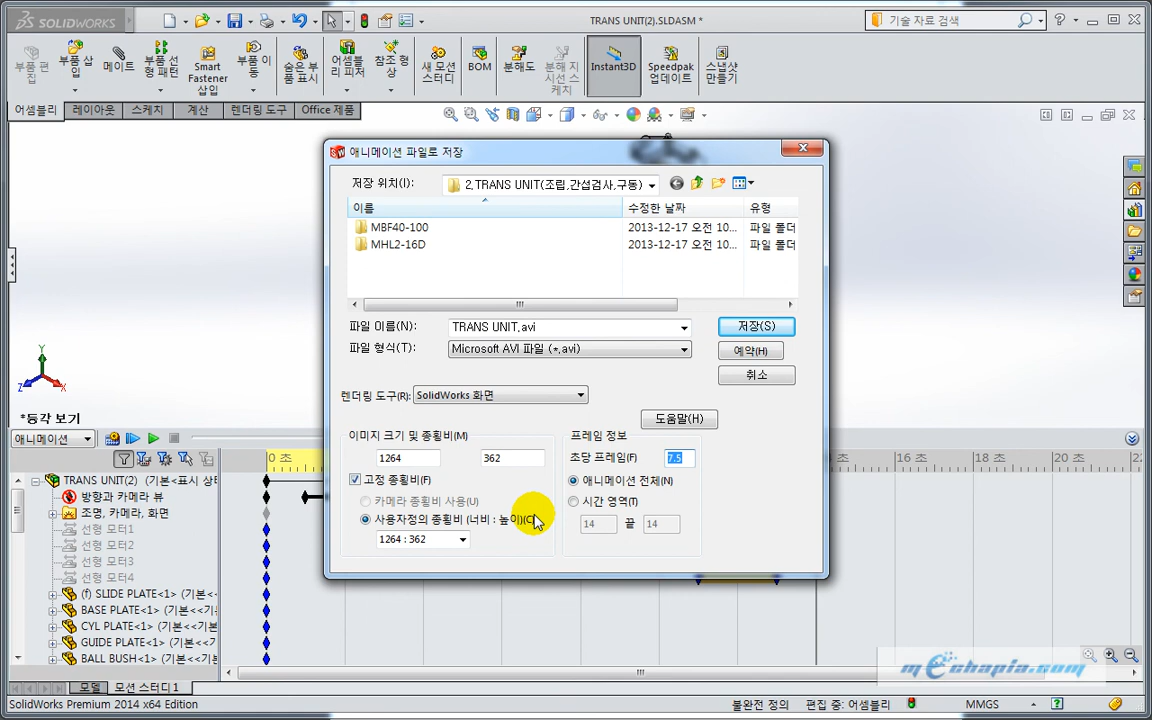 SOLIDWORKS
TRANS UNIT(2).SLDASM *
기술 자료 검색
부품 편집
부품 삽입
메이트
부품 선형 패턴
Smart Fastener 삽입
부품 이동
숨은 부품 표시
어셈블리 피처
참조 형상
새 모션 스터디
BOM
분해도
분해 지시선 스케치
Instant3D
Speedpak 업데이트
스냅샷 만들기
어셈블리 레이아웃 스케치 계산 렌더링 도구 Office 제품
애니메이션 파일로 저장
저장 위치(I): 2,TRANS UNIT(조립,간섭검사,구동)
이름 수정한 날짜 유형
MBF40-100 2013-12-17 오전 10... 파일 폴더
MHL2-16D 2013-12-17 오전 10... 파일 폴더
파일 이름(N): TRANS UNIT.avi 저장(S)
파일 형식(T): Microsoft AVI 파일 (*.avi) 예약(H)
취소
렌더링 도구(R): SolidWorks 화면
도움말(H)
이미지 크기 및 종횡비(M) 프레임 정보
1264 362 초당 프레임(F) 7.5
고정 종횡비(F) 애니메이션 전체(N)
카메라 종횡비 사용(U) 시간 영역(T)
사용자정의 종횡비 (너비 : 높이)(C) 14 끝 14
1264 : 362
Y
Z X
*등각 보기
애니메이션
0 초 16 초 18 초 20 초 22
TRANS UNIT(2) (기본<표시 상태
방향과 카메라 뷰
조명, 카메라, 화면
선형 모터1
선형 모터2
선형 모터3
선형 모터4
(f) SLIDE PLATE<1> (기본<<기
BASE PLATE<1> (기본<<기본
CYL PLATE<1> (기본<<기본
GUIDE PLATE<1> (기본<<기
BALL BUSH<1> (기본<<기본
모델 모션 스터디 1
mEchapia.com
SolidWorks Premium 2014 x64 Edition 불완전 정의 편집 중: 어셈블리 MMGS